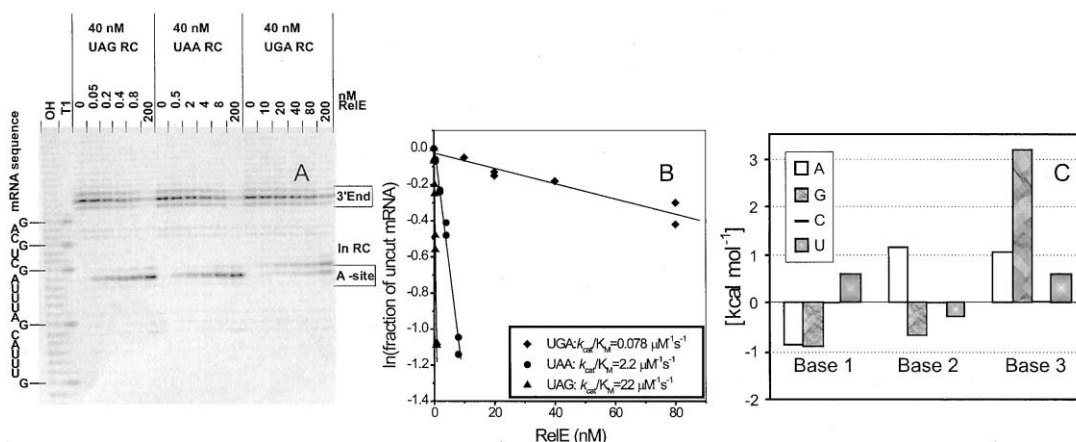 40 nM 40 nM 40 nM
UAG RC UAA RC UGA RC
OH T1 0 0.05 0.2 0.4 0.8 200 0 0.5 2 4 8 200 0 10 20 40 80 200 nM RelE
mRNA sequence
G
A
C
G
U
C
G
A
U
U
U
A
G
C
A
U
U
U
G
A
3'End
In RC
A-site
B
ln(fraction of uncut mRNA)
0.0
-0.2
-0.4
-0.6
-0.8
-1.0
-1.2
-1.4
UGA: kcat/KM=0.078 μM-1s-1
UAA: kcat/KM=2.2 μM-1s-1
UAG: kcat/KM=22 μM-1s-1
0 20 40 60 80
RelE (nM)
C
[kcal mol-1]
3
2
1
0
-1
-2
A
G
C
U
Base 1 Base 2 Base 3